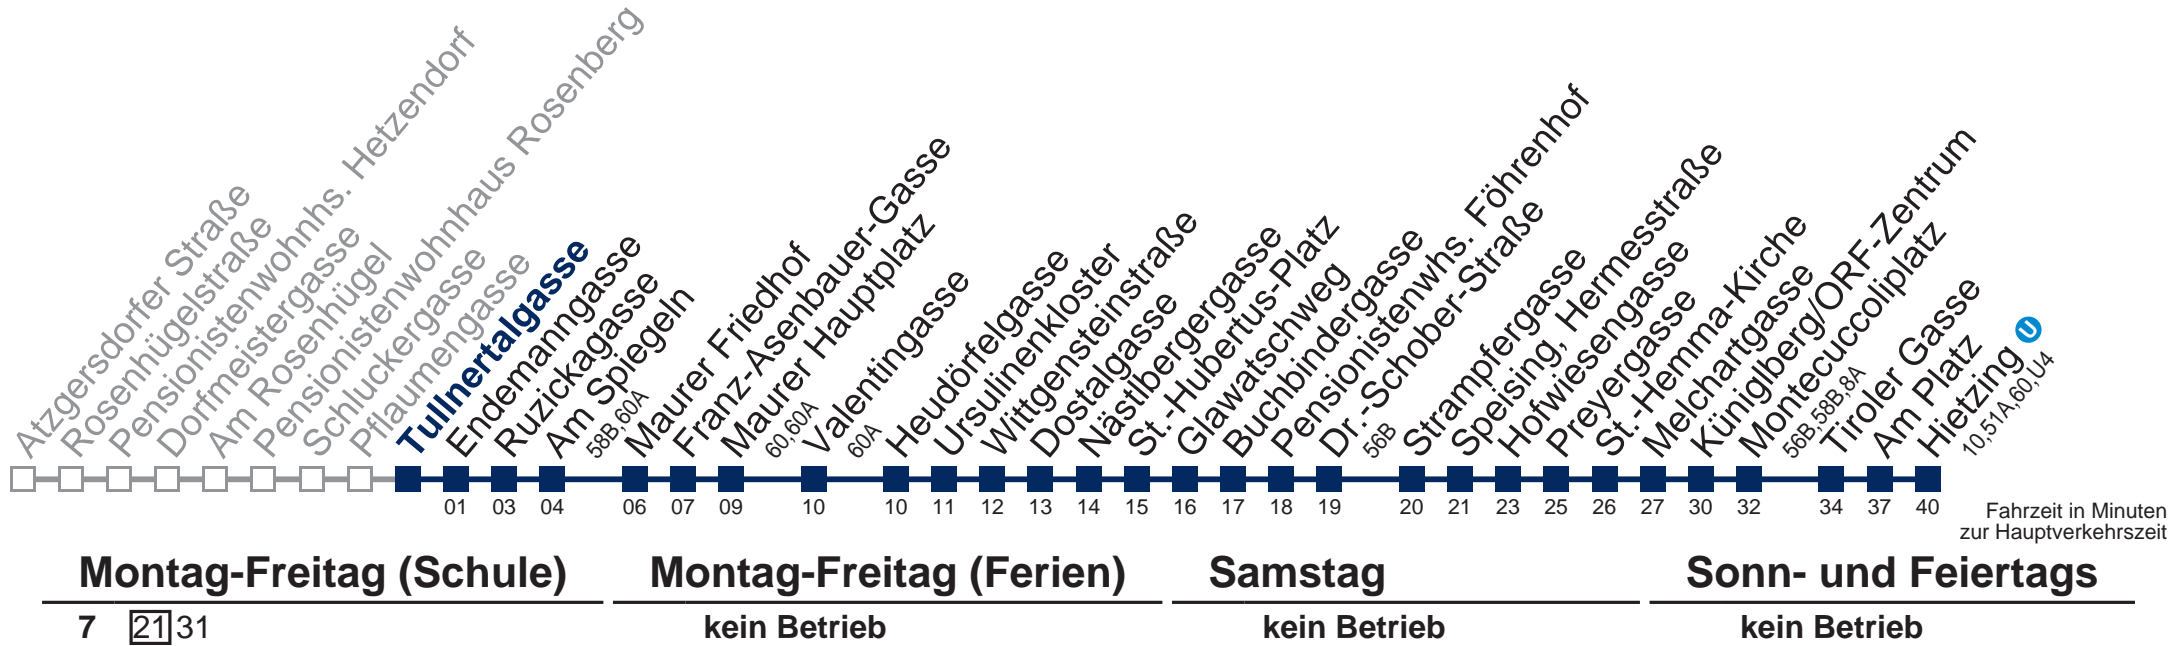 Atzgersdorfer Straße
Rosenhügelstraße
Pensionistenwohnhs. Hetzendorf
Dorfmeistergasse
Am Rosenhügel
Pensionistenwohnhaus Rosenberg
Schluckergasse
Pflaumengasse
Tullnertalgasse
Endemanngasse
Ruzickagasse
Am Spiegeln
58B,60A
Maurer Friedhof
Franz-Asenbauer-Gasse
Maurer Hauptplatz
60,60A
Valentingasse
60A
Heudörfelgasse
Ursulinenkloster
Wittgensteinstraße
Dostalgasse
Nästlbergergasse
St.-Hubertus-Platz
Glawatschweg
Buchbindergasse
Pensionistenwhs. Föhrenhof
Dr.-Schober-Straße
56B
Strampfergasse
Speising, Hermesstraße
Hofwiesengasse
Preyergasse
St.-Hemma-Kirche
Melchartgasse
Küniglberg/ORF-Zentrum
Montecuccoliplatz
56B,58B,8A
Tiroler Gasse
Am Platz
Hietzing U
10,51A,60,U4
01 03 04 06 07 09 10 10 11 12 13 14 15 16 17 18 19 20 21 23 25 26 27 30 32 34 37 40
Fahrzeit in Minuten
zur Hauptverkehrszeit
Montag-Freitag (Schule) Montag-Freitag (Ferien) Samstag Sonn- und Feiertags
7 21 31 kein Betrieb kein Betrieb kein Betrieb